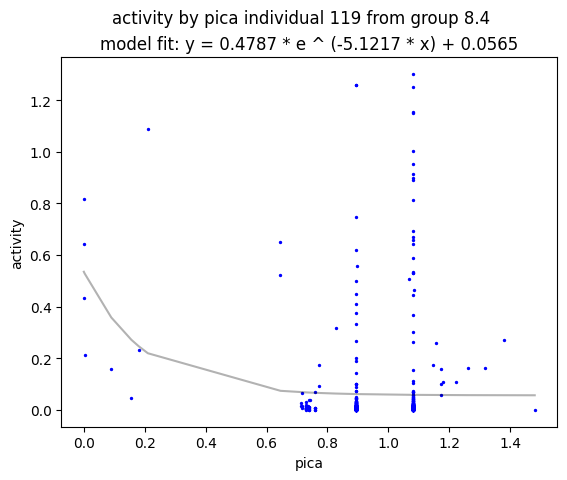 activity by pica individual 119 from group 8.4
model fit: y = 0.4787 * e ^ (-5.1217 * x) + 0.0565
1.2
1.0
0.8
0.6
0.4
0.2
0.0
activity
0.0 0.2 0.4 0.6 0.8 1.0 1.2 1.4
pica